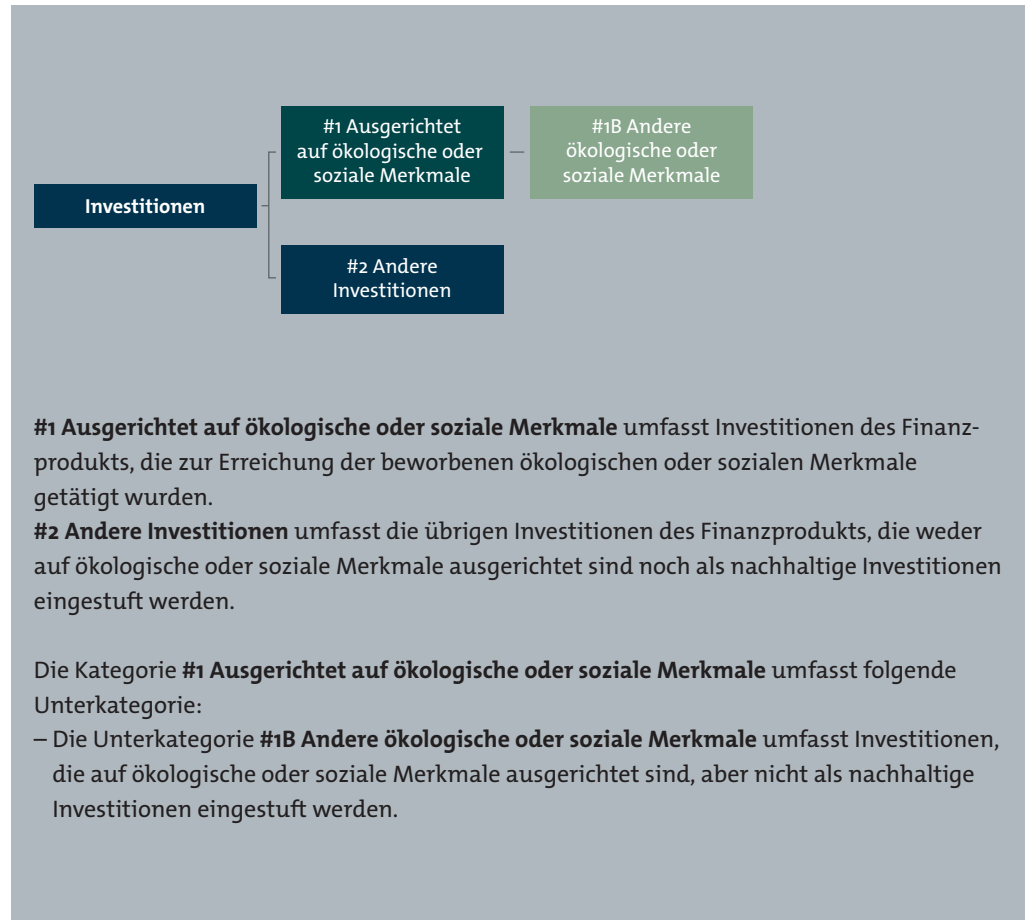 #1 Ausgerichtet
auf ökologische oder
soziale Merkmale
#1B Andere
ökologische oder
soziale Merkmale
Investitionen
#2 Andere
Investitionen
#1 Ausgerichtet auf ökologische oder soziale Merkmale umfasst Investitionen des Finanz-
produkts, die zur Erreichung der beworbenen ökologischen oder sozialen Merkmale
getätigt wurden.
#2 Andere Investitionen umfasst die übrigen Investitionen des Finanzprodukts, die weder
auf ökologische oder soziale Merkmale ausgerichtet sind noch als nachhaltige Investitionen
eingestuft werden.
Die Kategorie #1 Ausgerichtet auf ökologische oder soziale Merkmale umfasst folgende
Unterkategorie:
– Die Unterkategorie #1B Andere ökologische oder soziale Merkmale umfasst Investitionen,
die auf ökologische oder soziale Merkmale ausgerichtet sind, aber nicht als nachhaltige
Investitionen eingestuft werden.